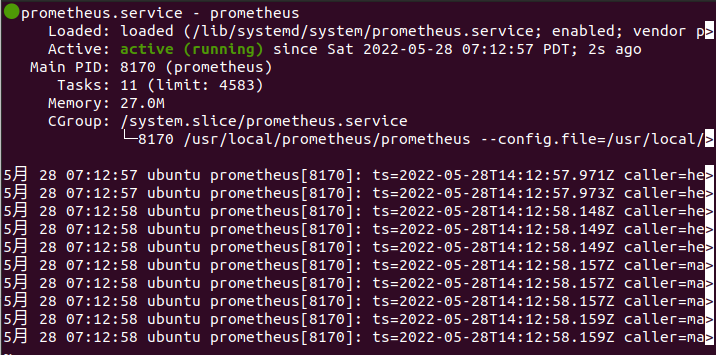 prometheus.service - prometheus
Loaded: loaded (/lib/systemd/system/prometheus.service; enabled; vendor p>
Active: active (running) since Sat 2022-05-28 07:12:57 PDT; 2s ago
Main PID: 8170 (prometheus)
Tasks: 11 (limit: 4583)
Memory: 27.0M
CGroup: /system.slice/prometheus.service
└─8170 /usr/local/prometheus/prometheus --config.file=/usr/local/>
5月 28 07:12:57 ubuntu prometheus[8170]: ts=2022-05-28T14:12:57.971Z caller=he>
5月 28 07:12:57 ubuntu prometheus[8170]: ts=2022-05-28T14:12:57.973Z caller=he>
5月 28 07:12:58 ubuntu prometheus[8170]: ts=2022-05-28T14:12:58.148Z caller=he>
5月 28 07:12:58 ubuntu prometheus[8170]: ts=2022-05-28T14:12:58.149Z caller=he>
5月 28 07:12:58 ubuntu prometheus[8170]: ts=2022-05-28T14:12:58.149Z caller=he>
5月 28 07:12:58 ubuntu prometheus[8170]: ts=2022-05-28T14:12:58.157Z caller=ma>
5月 28 07:12:58 ubuntu prometheus[8170]: ts=2022-05-28T14:12:58.157Z caller=ma>
5月 28 07:12:58 ubuntu prometheus[8170]: ts=2022-05-28T14:12:58.157Z caller=ma>
5月 28 07:12:58 ubuntu prometheus[8170]: ts=2022-05-28T14:12:58.159Z caller=ma>
5月 28 07:12:58 ubuntu prometheus[8170]: ts=2022-05-28T14:12:58.159Z caller=ma>